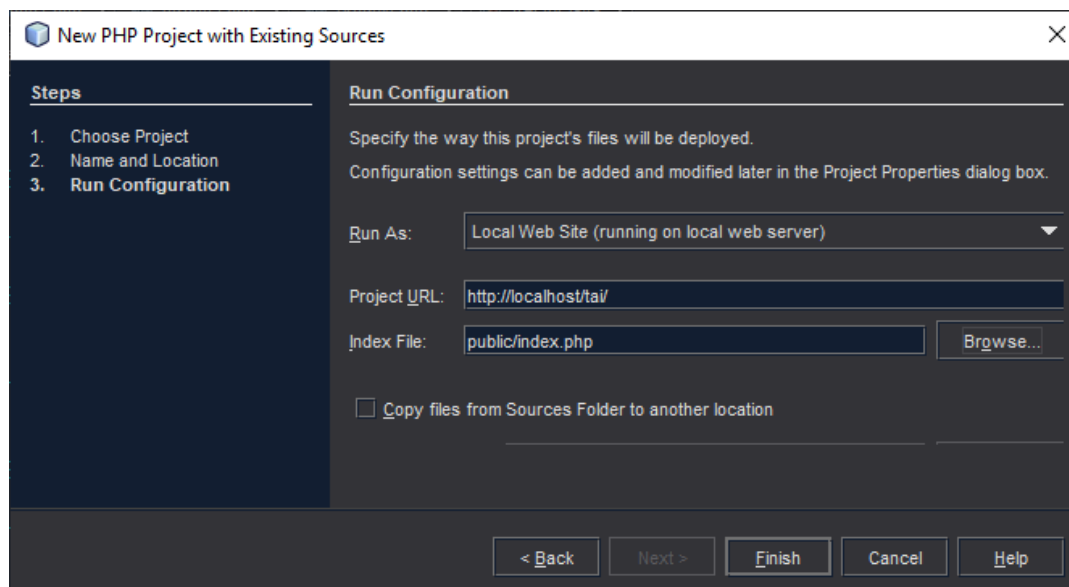 New PHP Project with Existing Sources
Steps
1. Choose Project
2. Name and Location
3. Run Configuration
Run Configuration
Specify the way this project's files will be deployed.
Configuration settings can be added and modified later in the Project Properties dialog box.
Run As: Local Web Site (running on local web server)
Project URL: http://localhost/tai/
Index File: public/index.php Browse...
Copy files from Sources Folder to another location
< Back Next > Finish Cancel Help